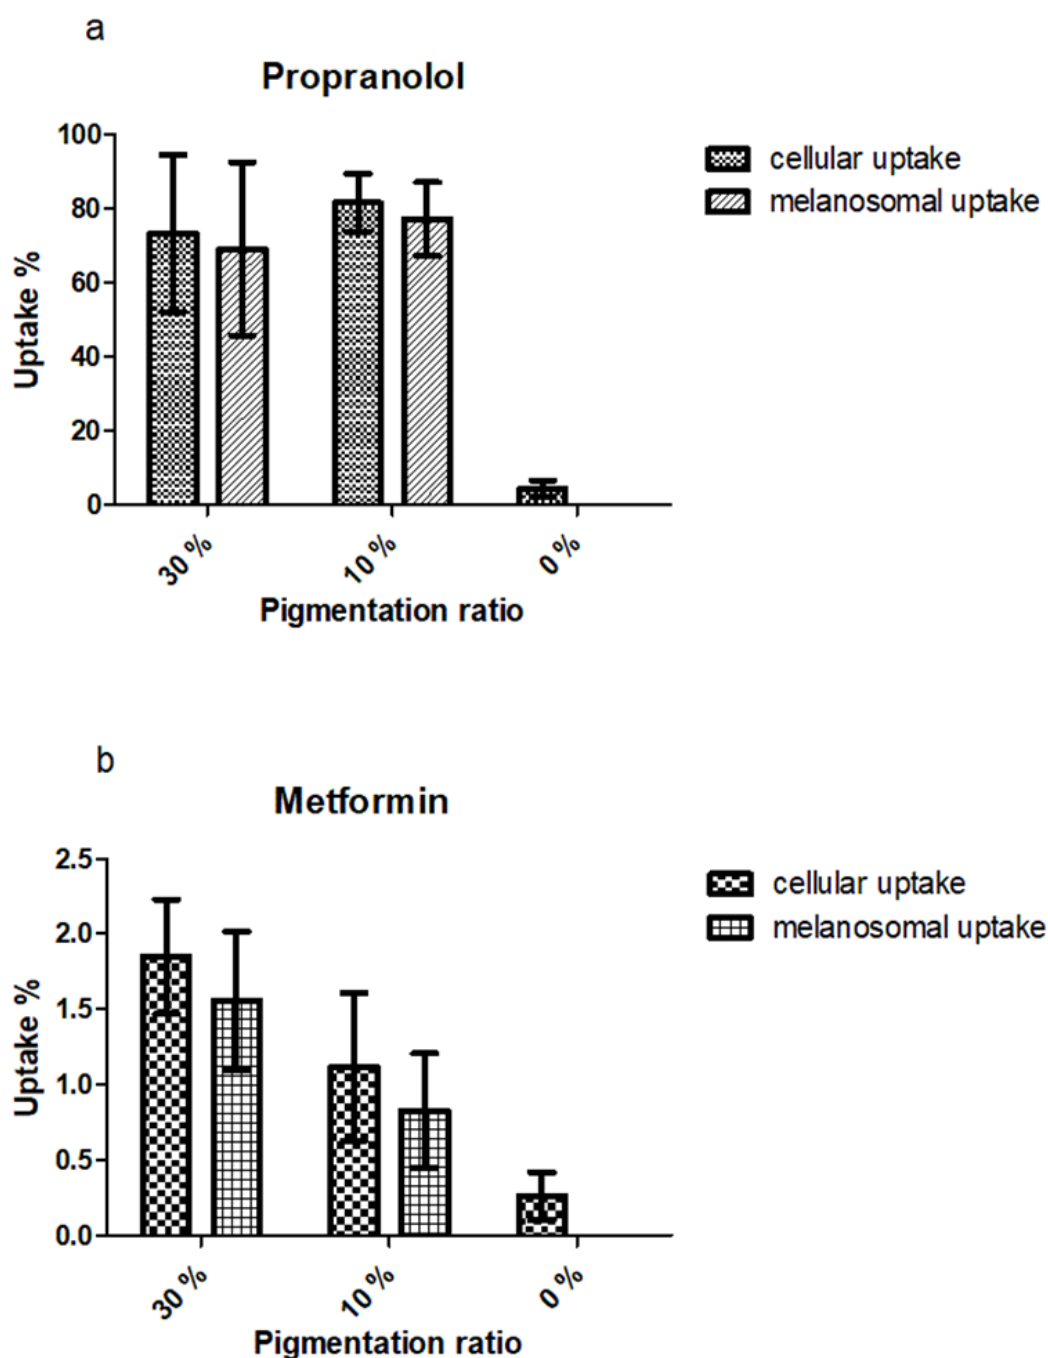 a
Propranolol
100
80
60
40
20
0
Uptake %
30 %
10 %
0 %
Pigmentation ratio
cellular uptake
melanosomal uptake
b
Metformin
2.5
2.0
1.5
1.0
0.5
0.0
Uptake %
30 %
10 %
0 %
Pigmentation ratio
cellular uptake
melanosomal uptake